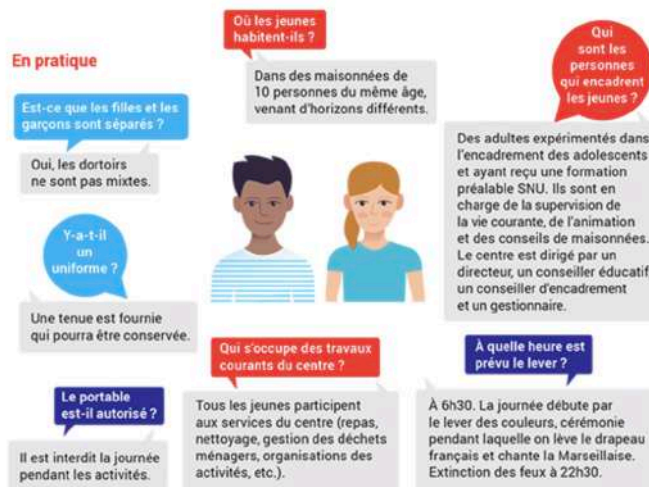 En pratique
Où les jeunes
habitent-ils ?
Dans des maisonnées de
10 personnes du même âge,
venant d'horizons différents.
Qui
sont les
personnes
qui encadrent
les jeunes ?
Des adultes expérimentés dans
l'encadrement des adolescents
et ayant reçu une formation
préalable SNU. Ils sont en
charge de la supervision de
la vie courante, de l'animation
et des conseils de maisonnées.
Le centre est dirigé par un
directeur, un conseiller éducatif,
un conseiller d'encadrement
et un gestionnaire.
Est-ce que les filles et les
garçons sont séparés ?
Oui, les dortoirs
ne sont pas mixtes.
Y-a-t-il
un
uniforme ?
Une tenue est fournie
qui pourra être conservée.
Le portable
est-il autorisé ?
Il est interdit la journée
pendant les activités.
Qui s'occupe des travaux
courants du centre ?
Tous les jeunes participent
aux services du centre (repas,
nettoyage, gestion des déchets
ménagers, organisations des
activités, etc.).
À quelle heure est
prévu le lever ?
À 6h30. La journée débute par
le lever des couleurs, cérémonie
pendant laquelle on lève le drapeau
français et chante la Marseillaise.
Extinction des feux à 22h30.